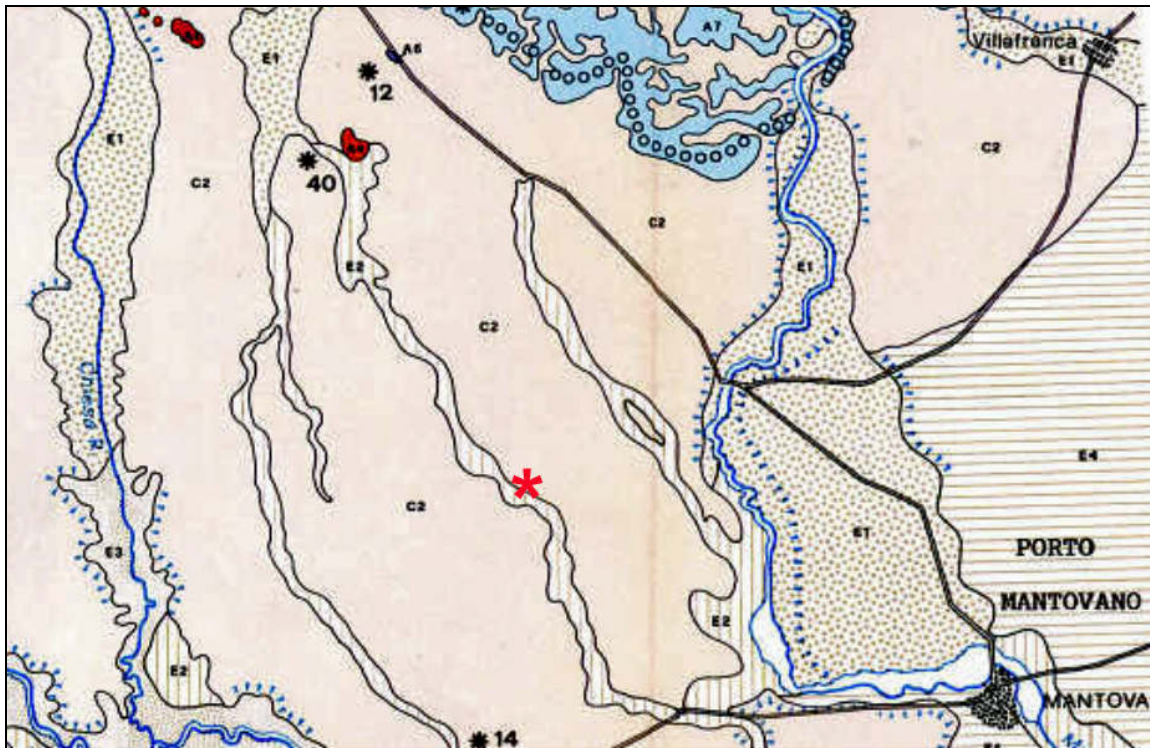 A7
Villafranca
E1
E1
A6
12
E1
C2
C2
A4
40
C2
E2
E1
C2
Chiese R.
E4
C2
E3
E1
PORTO
MANTOVANO
E2
E2
MANTOVA
14